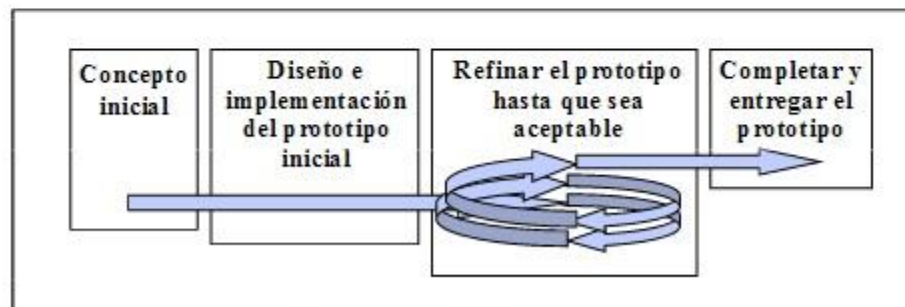 Concepto
inicial
Diseño e
implementación
del prototipo
inicial
Refinar el prototipo
hasta que sea
aceptable
Completar y
entregar el
prototipo